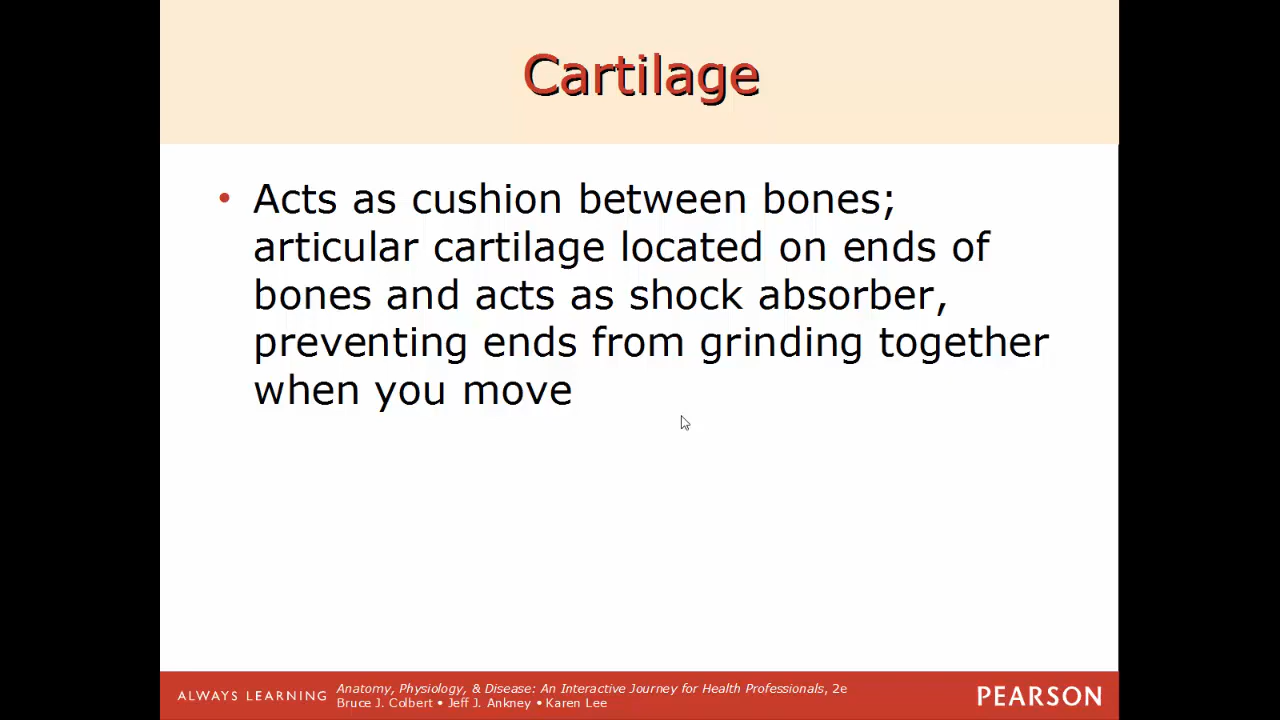 Cartilage
• Acts as cushion between bones;
articular cartilage located on ends of
bones and acts as shock absorber,
preventing ends from grinding together
when you move
ALWAYS LEARNING
Anatomy, Physiology, & Disease: An Interactive Journey for Health Professionals, 2e
Bruce J. Colbert • Jeff J. Ankney • Karen Lee
PEARSON